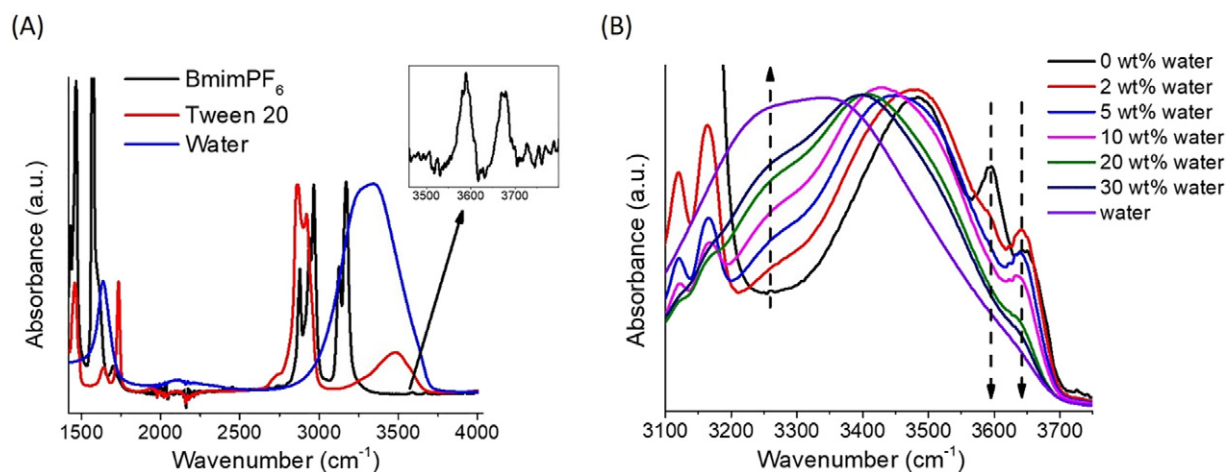 (A)
BmimPF6
Tween 20
Water
3500 3600 3700
Absorbance (a.u.)
1500 2000 2500 3000 3500 4000
Wavenumber (cm-1)
(B)
0 wt% water
2 wt% water
5 wt% water
10 wt% water
20 wt% water
30 wt% water
water
Absorbance (a.u.)
3100 3200 3300 3400 3500 3600 3700
Wavenumber (cm-1)